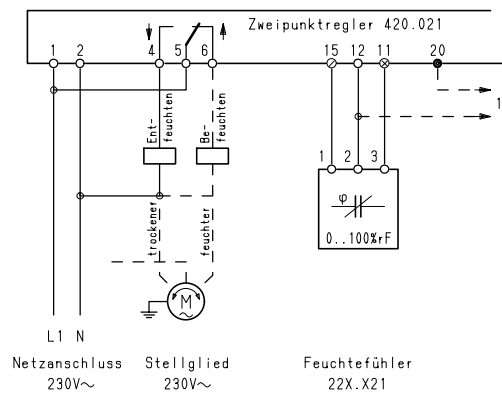 Zweipunktregler 420.021
1 2 4 5 6 15 12 11 20
1
Ent-
feuchten
Be-
feuchten
1 2 3
φ
0..100%rF
trockener
feuchter
M
L1 N
Netzanschluss Stellglied Feuchtefühler
230V~ 230V~ 22X.X21